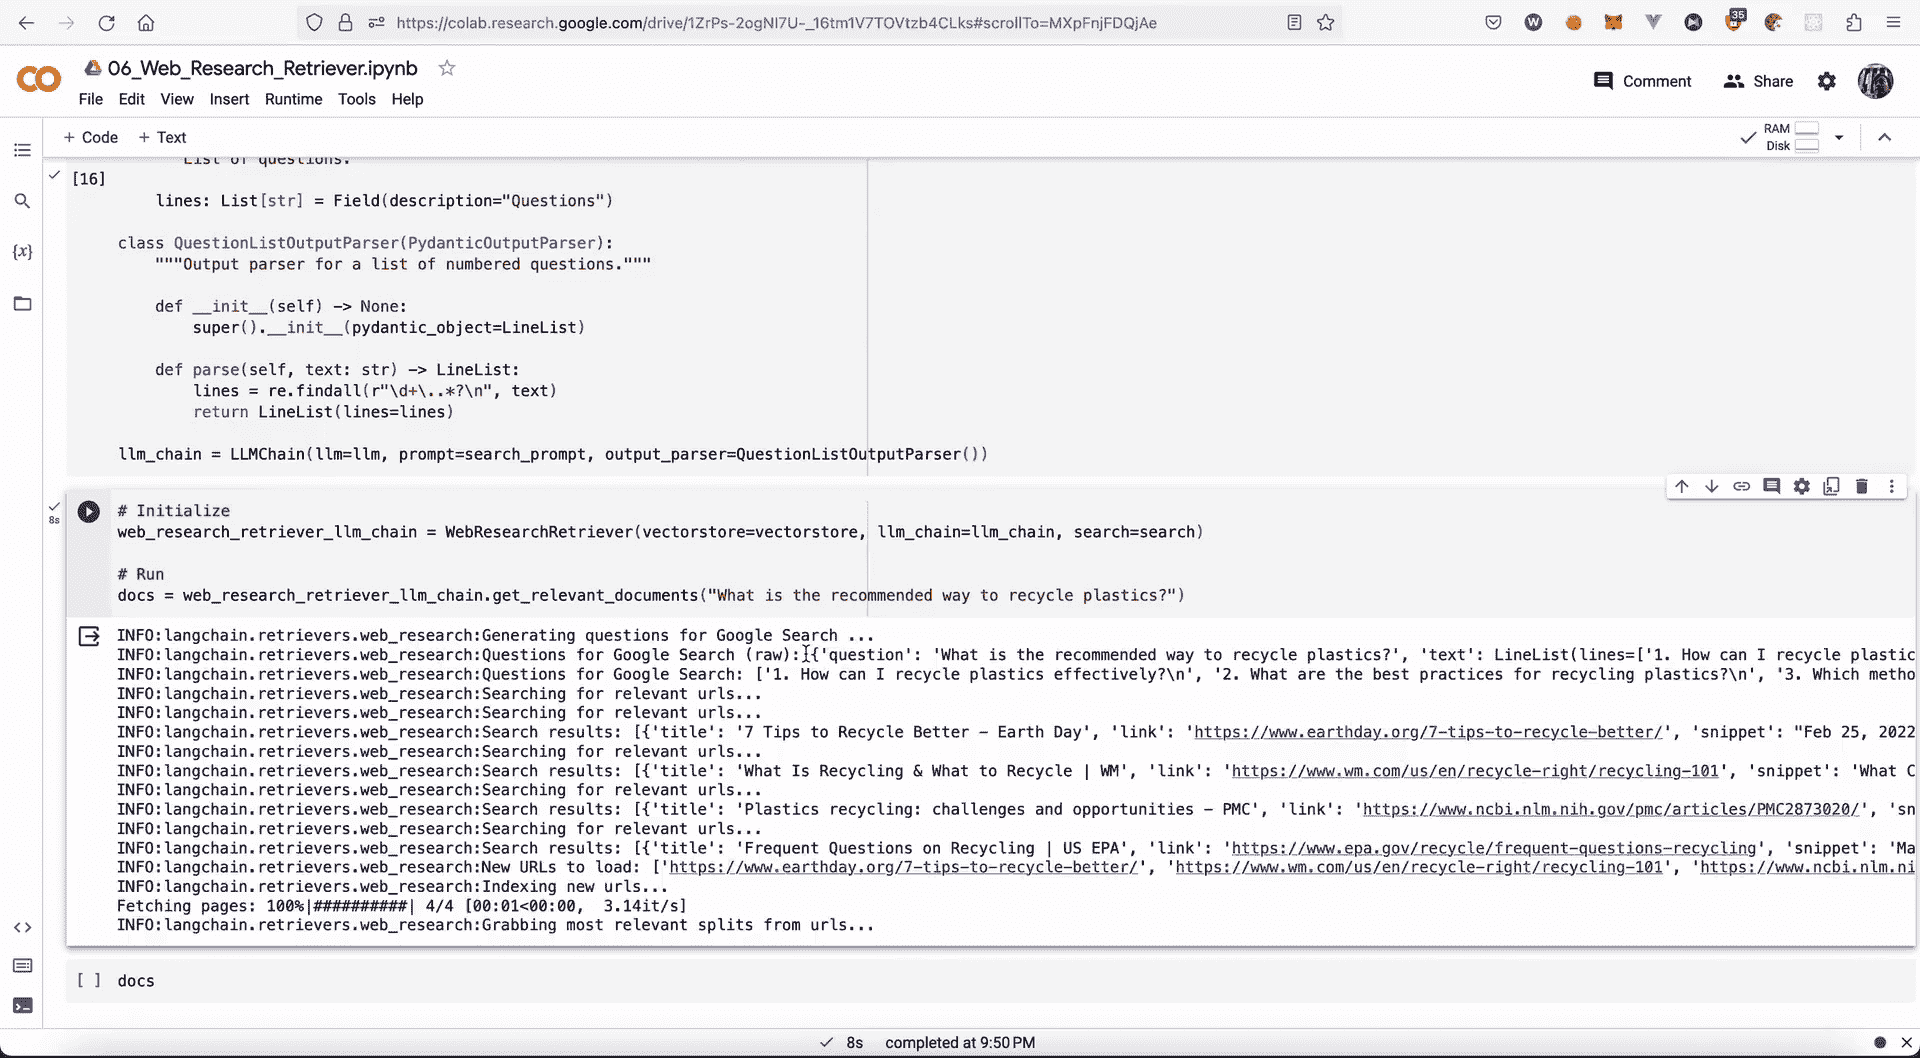 https://colab.research.google.com/drive/1ZrPs-2ogNI7U-_16tm1V7TOVtzb4CLks#scrollTo=MXpFnjFDQjAe
35
06_Web_Research_Retriever.ipynb
Comment
Share
File Edit View Insert Runtime Tools Help
+ Code + Text
RAM
Disk
List of questions.
[16]
lines: List[str] = Field(description="Questions")
class QuestionListOutputParser(PydanticOutputParser):
"""Output parser for a list of numbered questions."""
def __init__(self) -> None:
super().__init__(pydantic_object=LineList)
def parse(self, text: str) -> LineList:
lines = re.findall(r"\d+\..*?\n", text)
return LineList(lines=lines)
llm_chain = LLMChain(llm=llm, prompt=search_prompt, output_parser=QuestionListOutputParser())
8s
# Initialize
web_research_retriever_llm_chain = WebResearchRetriever(vectorstore=vectorstore, llm_chain=llm_chain, search=search)
# Run
docs = web_research_retriever_llm_chain.get_relevant_documents("What is the recommended way to recycle plastics?")
INFO:langchain.retrievers.web_research:Generating questions for Google Search ...
INFO:langchain.retrievers.web_research:Questions for Google Search (raw): {'question': 'What is the recommended way to recycle plastics?', 'text': LineList(lines=['1. How can I recycle plastic
INFO:langchain.retrievers.web_research:Questions for Google Search: ['1. How can I recycle plastics effectively?\n', '2. What are the best practices for recycling plastics?\n', '3. Which metho
INFO:langchain.retrievers.web_research:Searching for relevant urls...
INFO:langchain.retrievers.web_research:Searching for relevant urls...
INFO:langchain.retrievers.web_research:Search results: [{'title': '7 Tips to Recycle Better - Earth Day', 'link': 'https://www.earthday.org/7-tips-to-recycle-better/', 'snippet': "Feb 25, 2022
INFO:langchain.retrievers.web_research:Searching for relevant urls...
INFO:langchain.retrievers.web_research:Search results: [{'title': 'What Is Recycling & What to Recycle | WM', 'link': 'https://www.wm.com/us/en/recycle-right/recycling-101', 'snippet': 'What C
INFO:langchain.retrievers.web_research:Searching for relevant urls...
INFO:langchain.retrievers.web_research:Search results: [{'title': 'Plastics recycling: challenges and opportunities - PMC', 'link': 'https://www.ncbi.nlm.nih.gov/pmc/articles/PMC2873020/', 'sn
INFO:langchain.retrievers.web_research:Searching for relevant urls...
INFO:langchain.retrievers.web_research:Search results: [{'title': 'Frequent Questions on Recycling | US EPA', 'link': 'https://www.epa.gov/recycle/frequent-questions-recycling', 'snippet': 'Ma
INFO:langchain.retrievers.web_research:New URLs to load: ['https://www.earthday.org/7-tips-to-recycle-better/', 'https://www.wm.com/us/en/recycle-right/recycling-101', 'https://www.ncbi.nlm.ni
INFO:langchain.retrievers.web_research:Indexing new urls...
Fetching pages: 100%|##########| 4/4 [00:01<00:00, 3.14it/s]
INFO:langchain.retrievers.web_research:Grabbing most relevant splits from urls...
[ ] docs
8s completed at 9:50 PM